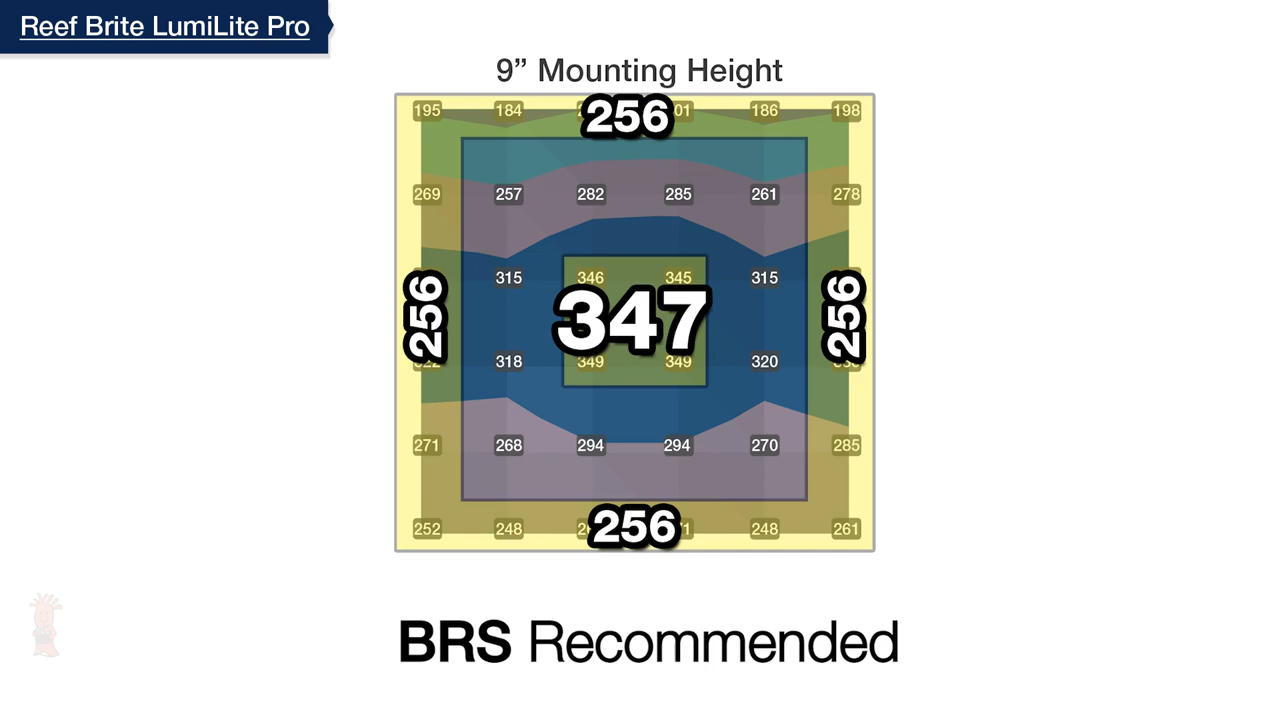 Reef Brite LumiLite Pro
9” Mounting Height
195 184 256 186 198
269 257 282 285 261 278
315 346 345 315
256 347 256
318 349 349 320
271 268 294 294 270 285
252 248 256 248 261
BRS Recommended